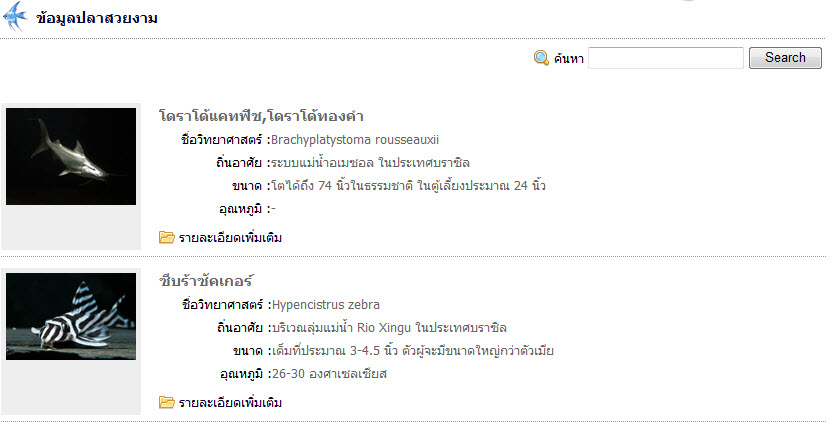 ข้อมูลปลาสวยงาม
ค้นหา Search
โดราโด้แคทฟิช,โดราโด้ทองคำ
ชื่อวิทยาศาสตร์ :Brachyplatystoma rousseauxii
ถิ่นอาศัย :ระบบแม่น้ำอเมซอล ในประเทศบราซิล
ขนาด :โตได้ถึง 74 นิ้วในธรรมชาติ ในตู้เลี้ยงประมาณ 24 นิ้ว
อุณหภูมิ :-
รายละเอียดเพิ่มเติม
ซีบร้าซัคเกอร์
ชื่อวิทยาศาสตร์ :Hypencistrus zebra
ถิ่นอาศัย :บริเวณลุ่มแม่น้ำ Rio Xingu ในประเทศบราซิล
ขนาด :เต็มที่ประมาณ 3-4.5 นิ้ว ตัวผู้จะมีขนาดใหญ่กว่าตัวเมีย
อุณหภูมิ :26-30 องศาเซลเซียส
รายละเอียดเพิ่มเติม